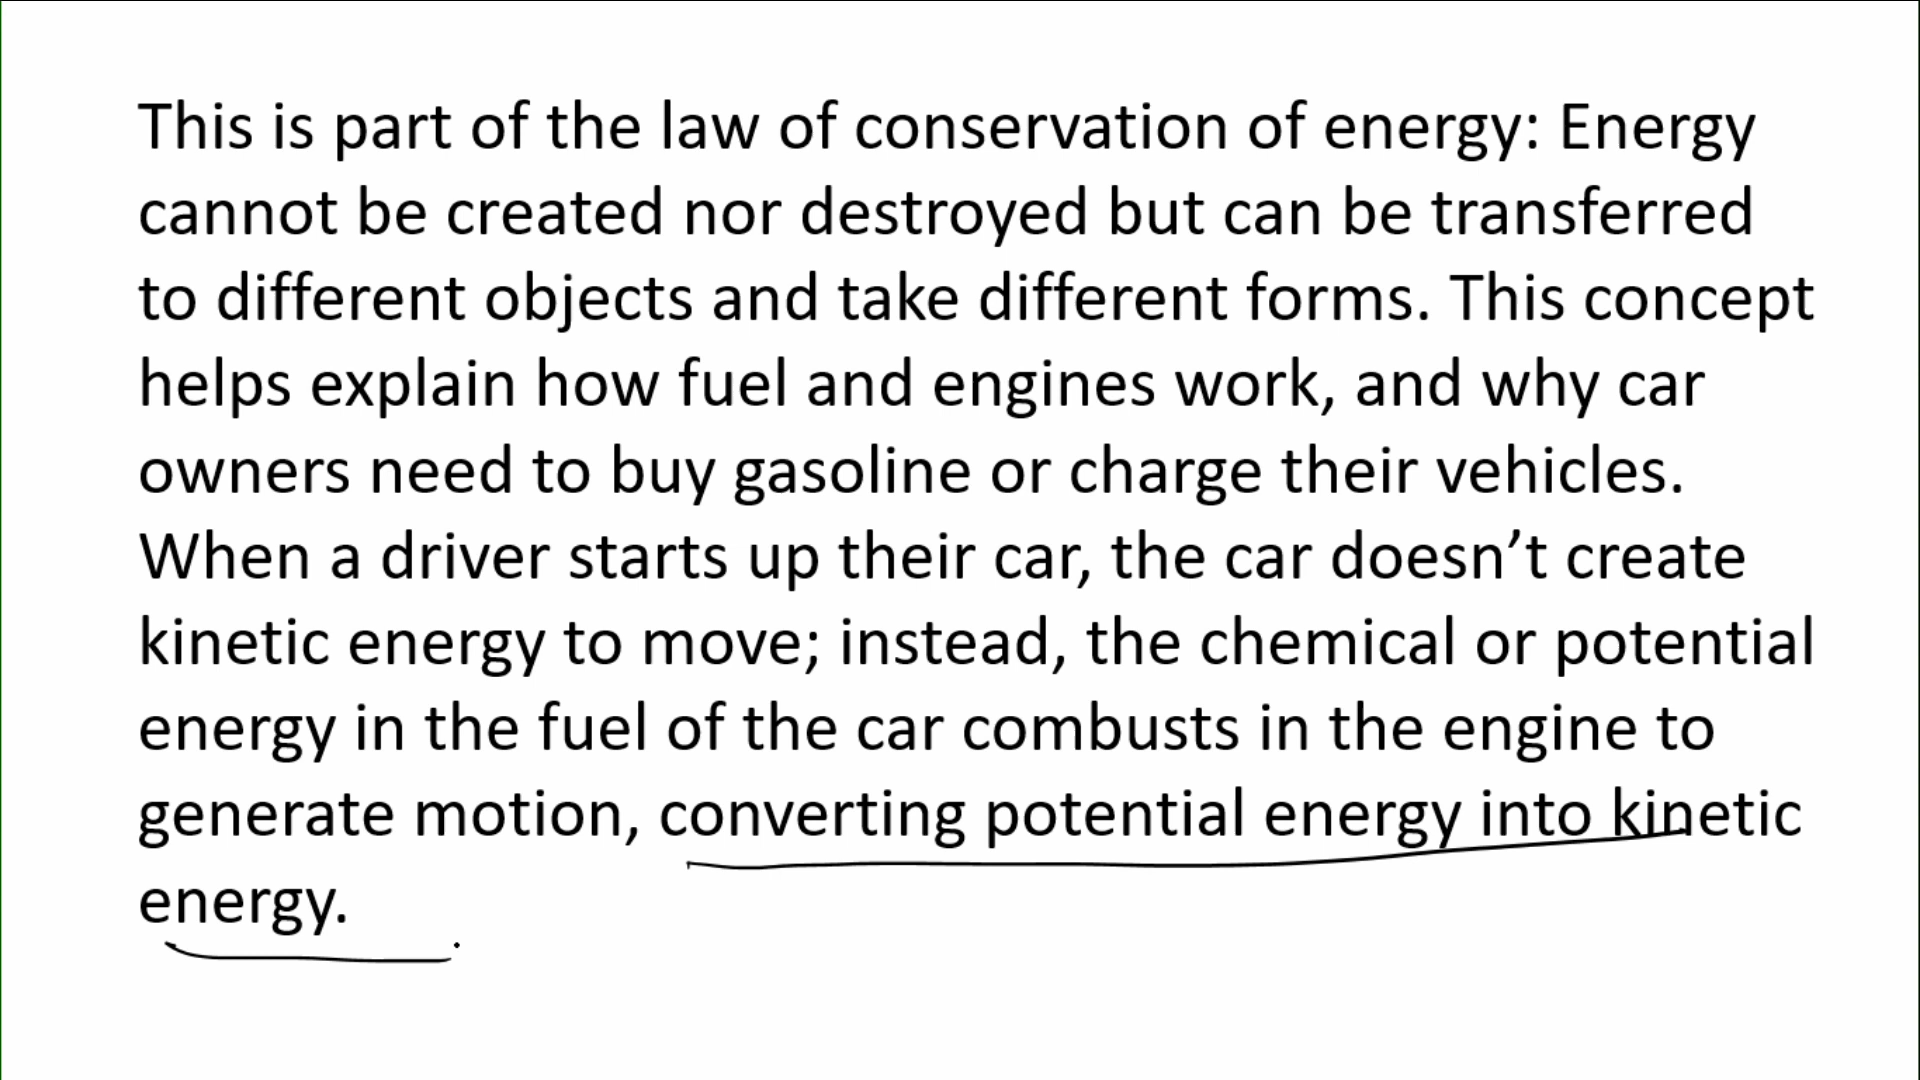 This is part of the law of conservation of energy: Energy
cannot be created nor destroyed but can be transferred
to different objects and take different forms. This concept
helps explain how fuel and engines work, and why car
owners need to buy gasoline or charge their vehicles.
When a driver starts up their car, the car doesn’t create
kinetic energy to move; instead, the chemical or potential
energy in the fuel of the car combusts in the engine to
generate motion, converting potential energy into kinetic
energy.